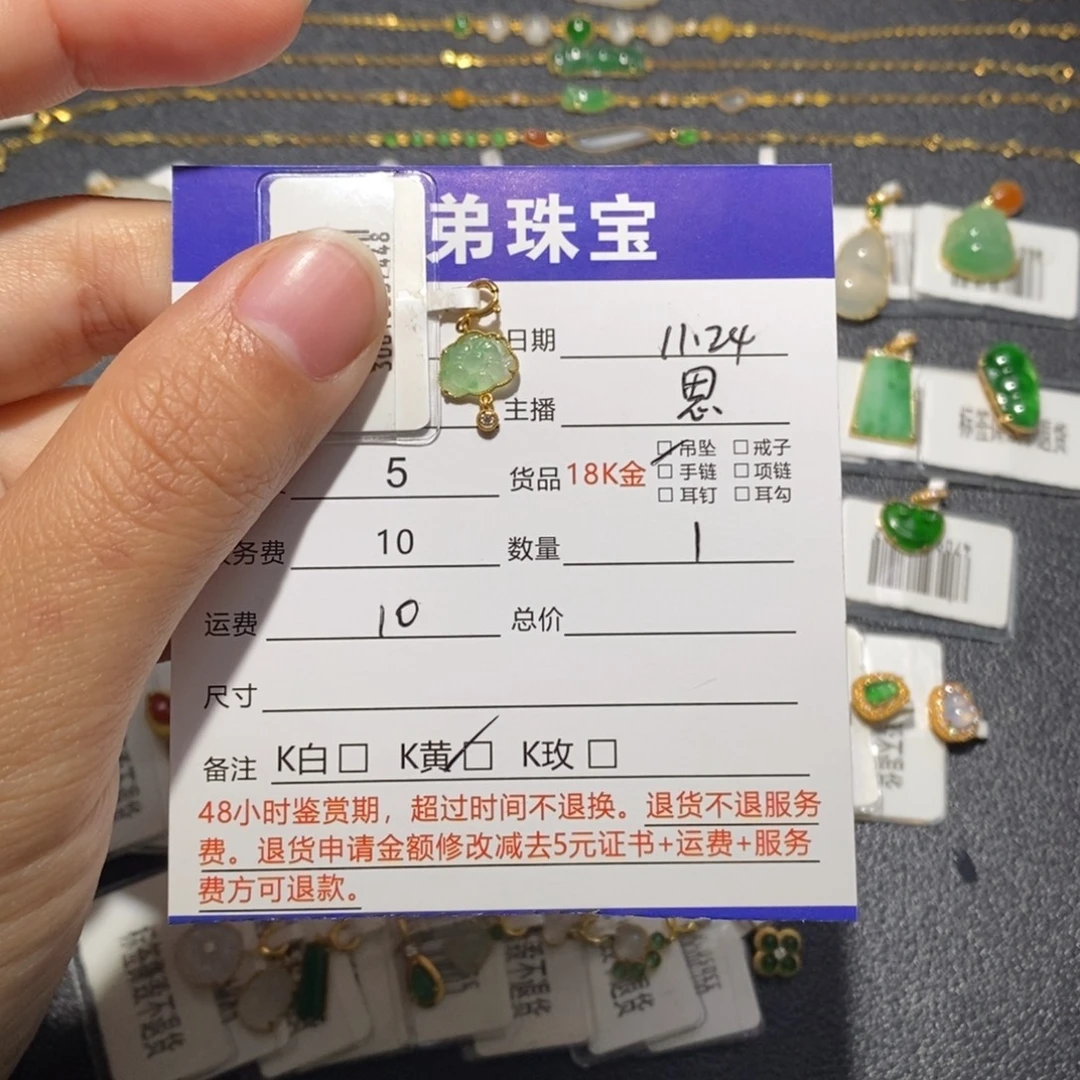 弟珠宝
日期 11.24
主播 恩
5 货品 18K金 □吊坠 □戒子
□手链 □项链
□耳钉 □耳勾
务费 10 数量 1
运费 10 总价
尺寸
备注 K白□ K黄□ K玫□
48小时鉴赏期，超过时间不退换。退货不退服务
费。退货申请金额修改减去5元证书+运费+服务
费方可退款。